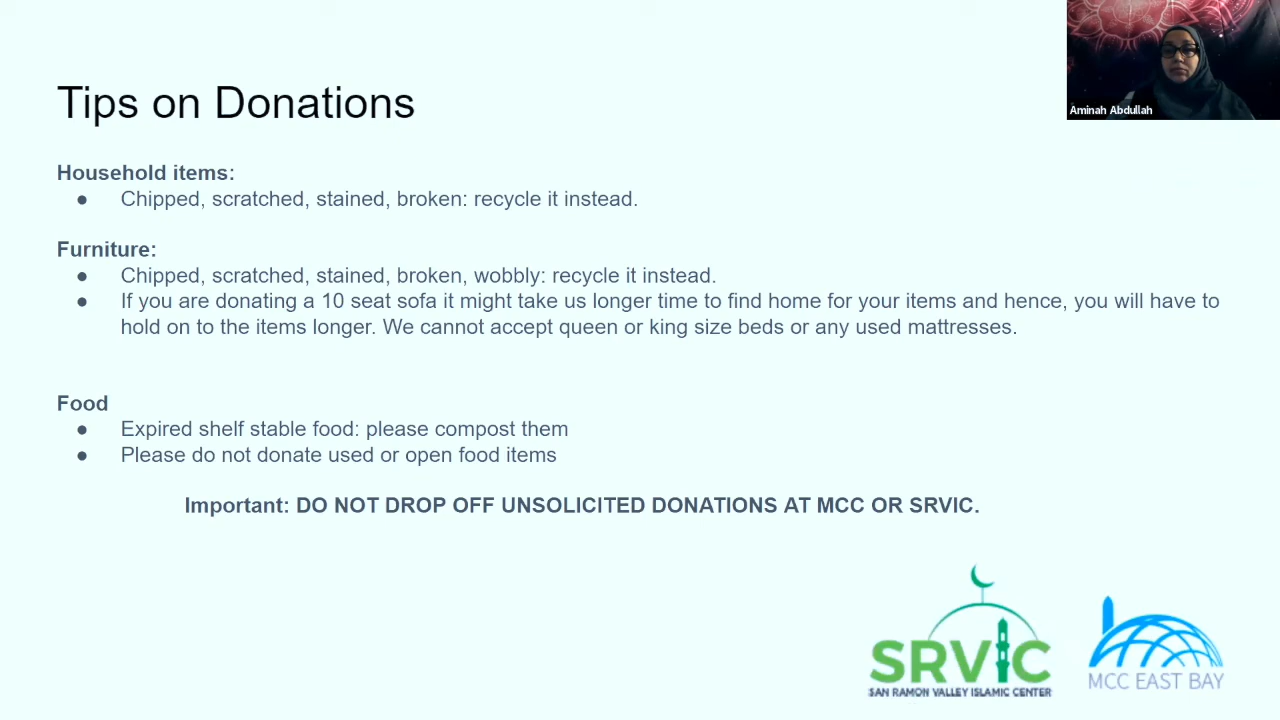 Aminah Abdullah
Tips on Donations
Household items:
● Chipped, scratched, stained, broken: recycle it instead.
Furniture:
● Chipped, scratched, stained, broken, wobbly: recycle it instead.
● If you are donating a 10 seat sofa it might take us longer time to find home for your items and hence, you will have to
hold on to the items longer. We cannot accept queen or king size beds or any used mattresses.
Food
● Expired shelf stable food: please compost them
● Please do not donate used or open food items
Important: DO NOT DROP OFF UNSOLICITED DONATIONS AT MCC OR SRVIC.
SRVIC
SAN RAMON VALLEY ISLAMIC CENTER
MCC EAST BAY